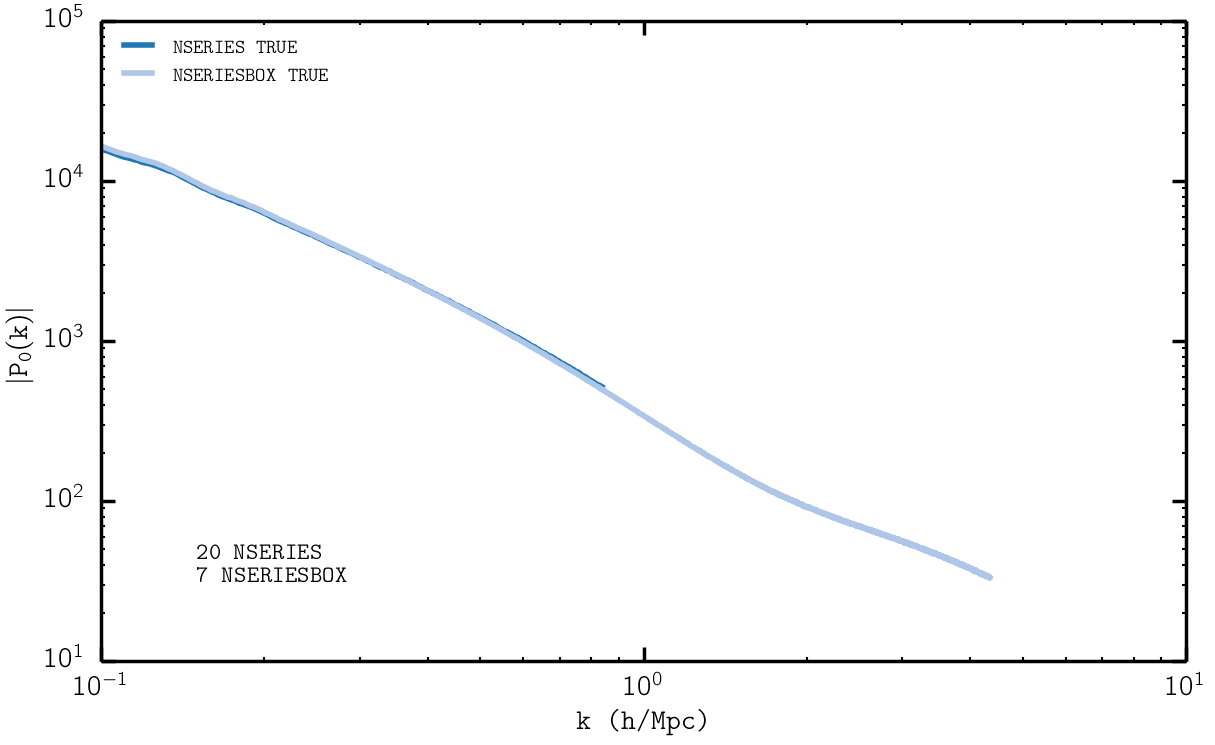 10^5
NSERIES TRUE
NSERIESBOX TRUE
10^4
|P_0(k)|
10^3
10^2
20 NSERIES
7 NSERIESBOX
10^1
10^-1 10^0 10^1
k (h/Mpc)